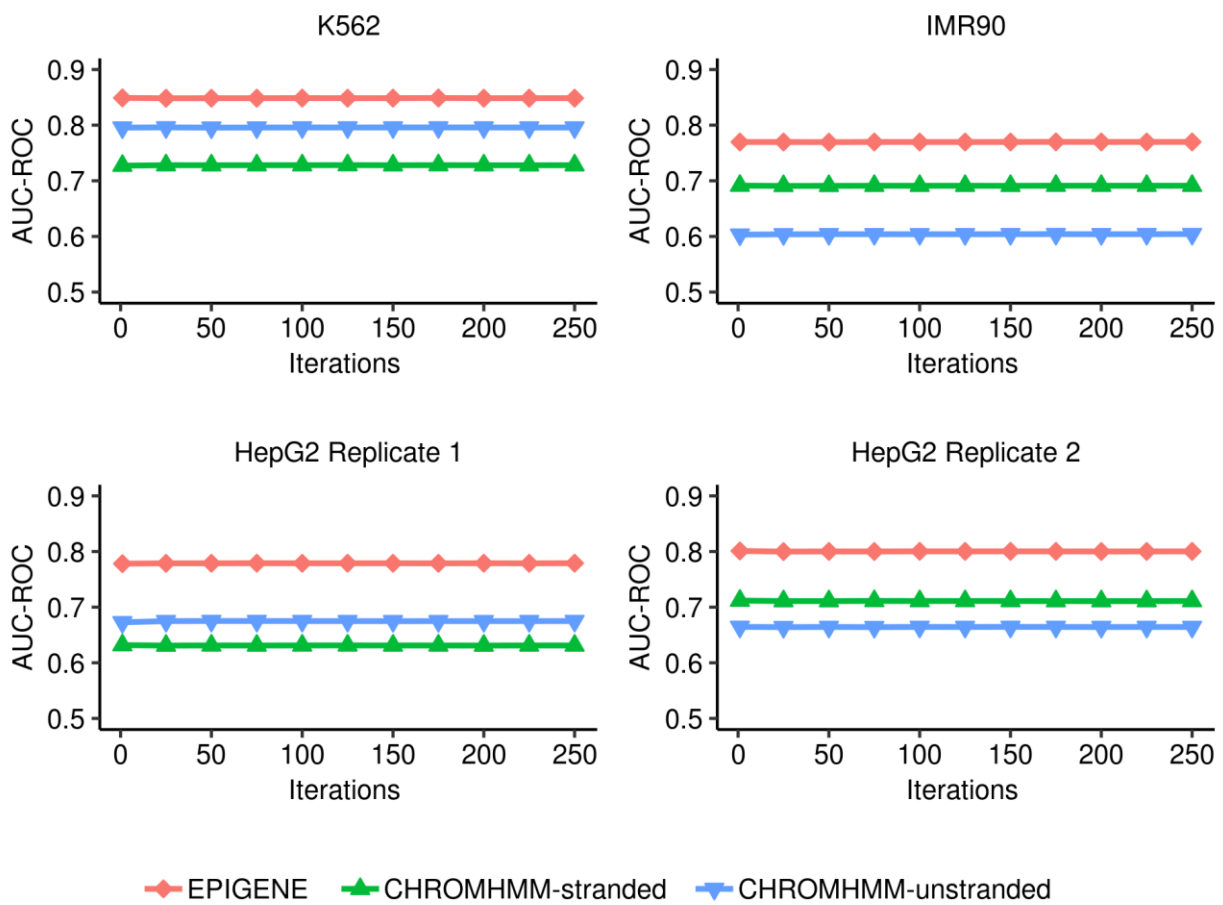 K562
0.9
0.8
0.7
0.6
0.5
AUC-ROC
0 50 100 150 200 250
Iterations
IMR90
0.9
0.8
0.7
0.6
0.5
AUC-ROC
0 50 100 150 200 250
Iterations
HepG2 Replicate 1
0.9
0.8
0.7
0.6
0.5
AUC-ROC
0 50 100 150 200 250
Iterations
HepG2 Replicate 2
0.9
0.8
0.7
0.6
0.5
AUC-ROC
0 50 100 150 200 250
Iterations
EPIGENE CHROMHMM-stranded CHROMHMM-unstranded